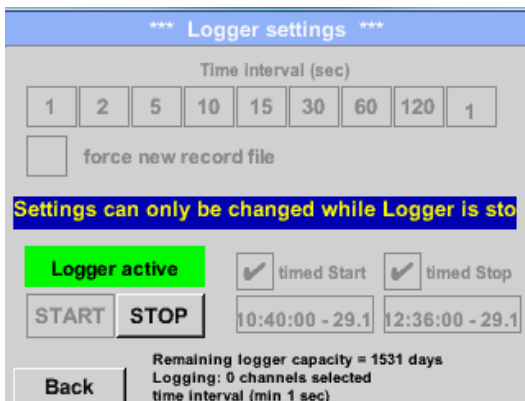 *** Logger settings ***
Time interval (sec)
1 2 5 10 15 30 60 120 1
force new record file
Settings can only be changed while Logger is sto
Logger active
timed Start
timed Stop
START STOP
10:40:00 - 29.1
12:36:00 - 29.1
Remaining logger capacity = 1531 days
Logging: 0 channels selected
time interval (min 1 sec)
Back